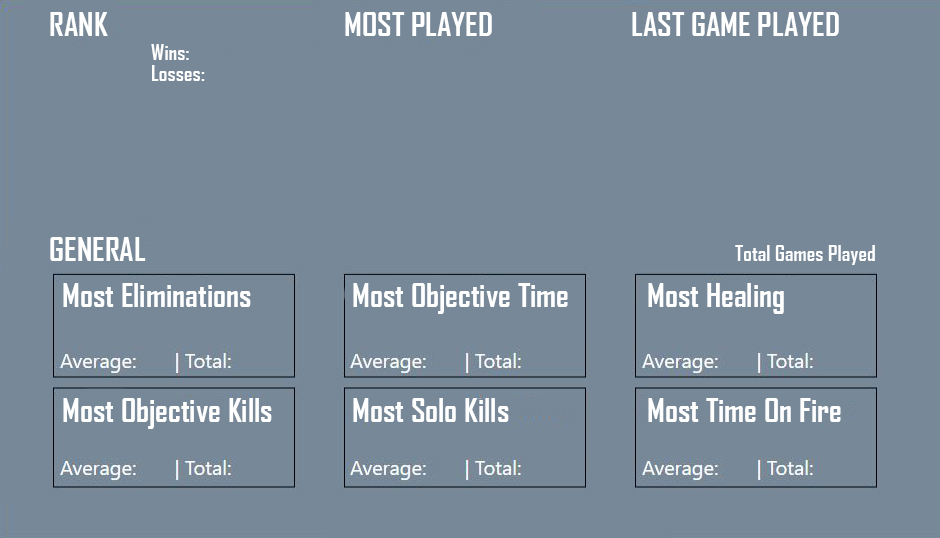 RANK
MOST PLAYED
LAST GAME PLAYED
Wins:
Losses:
GENERAL
Total Games Played
Most Eliminations
Average: | Total:
Most Objective Time
Average: | Total:
Most Healing
Average: | Total:
Most Objective Kills
Average: | Total:
Most Solo Kills
Average: | Total:
Most Time On Fire
Average: | Total: